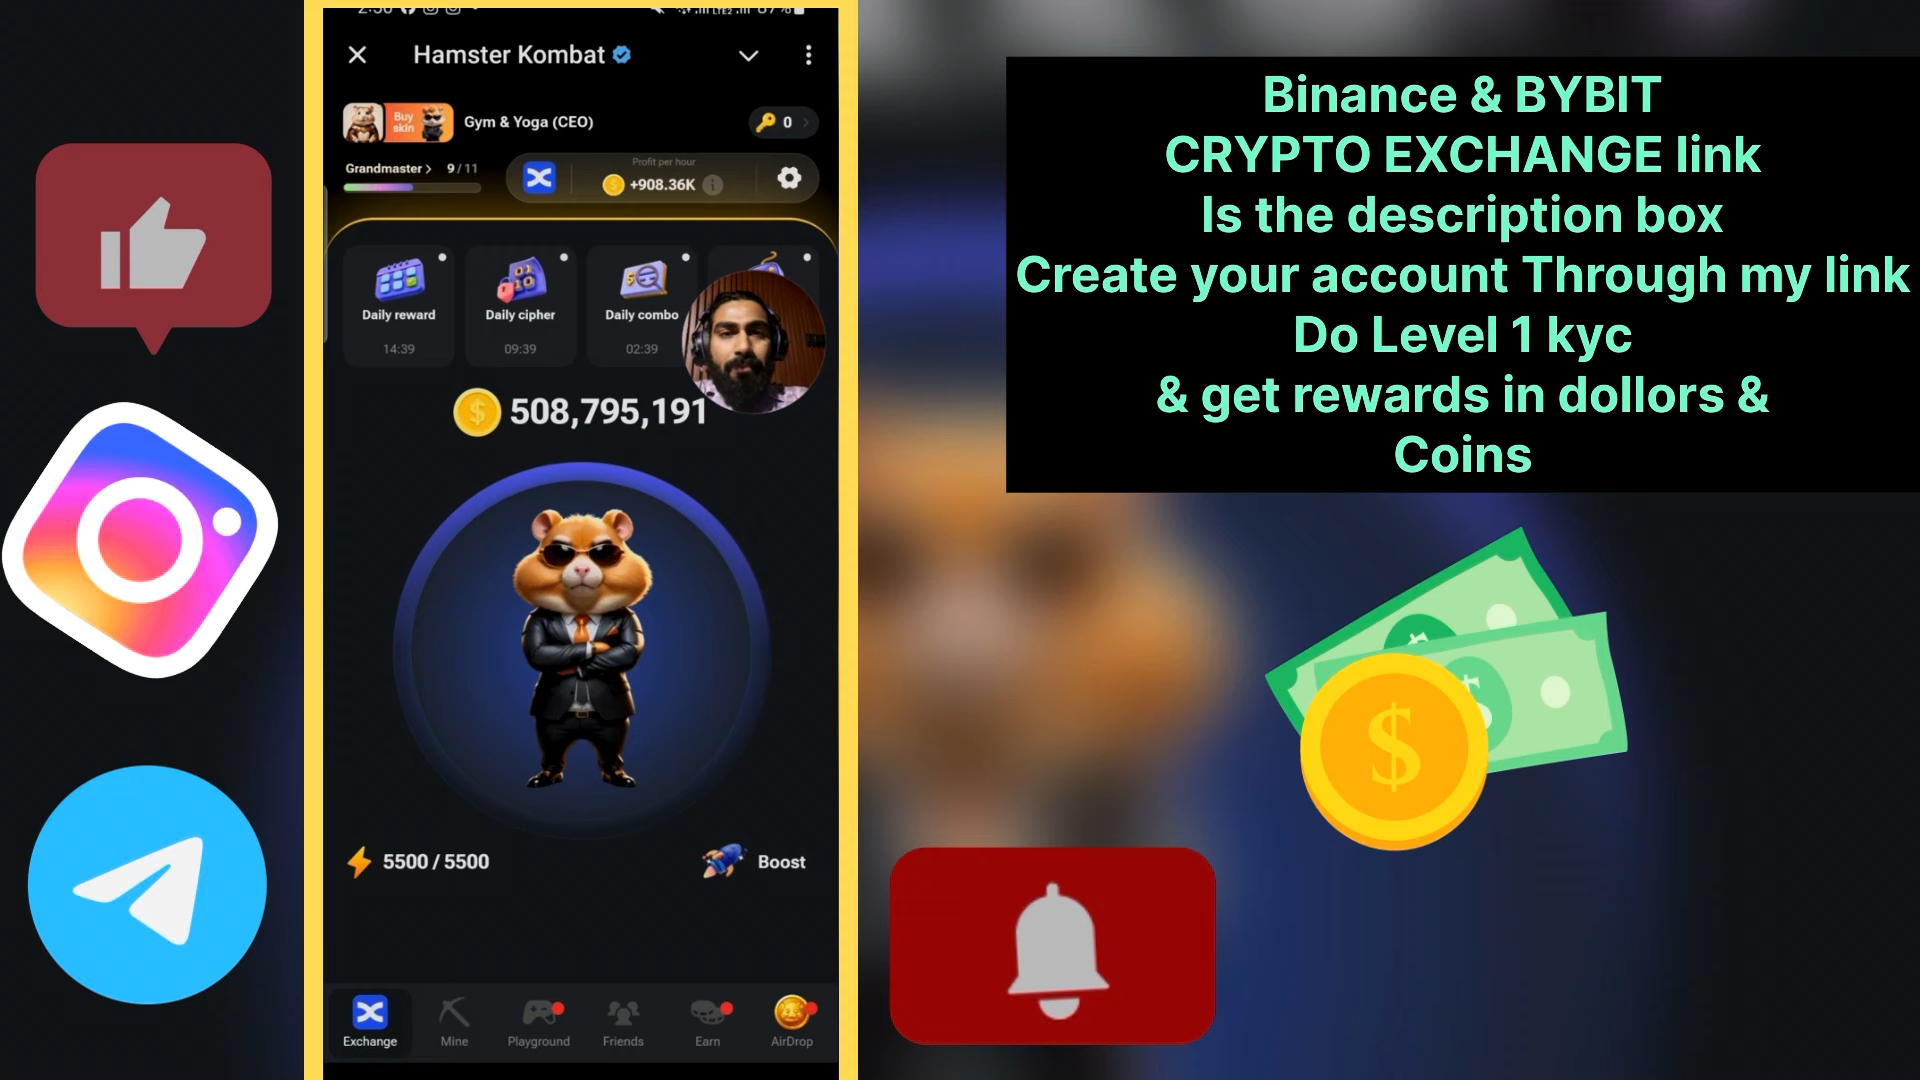 Hamster Kombat
Buy skin
Gym & Yoga (CEO)
0
Grandmaster > 9/11
Profit per hour
+908.36K
Daily reward
14:39
Daily cipher
09:39
Daily combo
02:39
508,795,191
5500 / 5500
Boost
Exchange
Mine
Playground
Friends
Earn
AirDrop
Binance & BYBIT
CRYPTO EXCHANGE link
Is the description box
Create your account Through my link
Do Level 1 kyc
& get rewards in dollors &
Coins